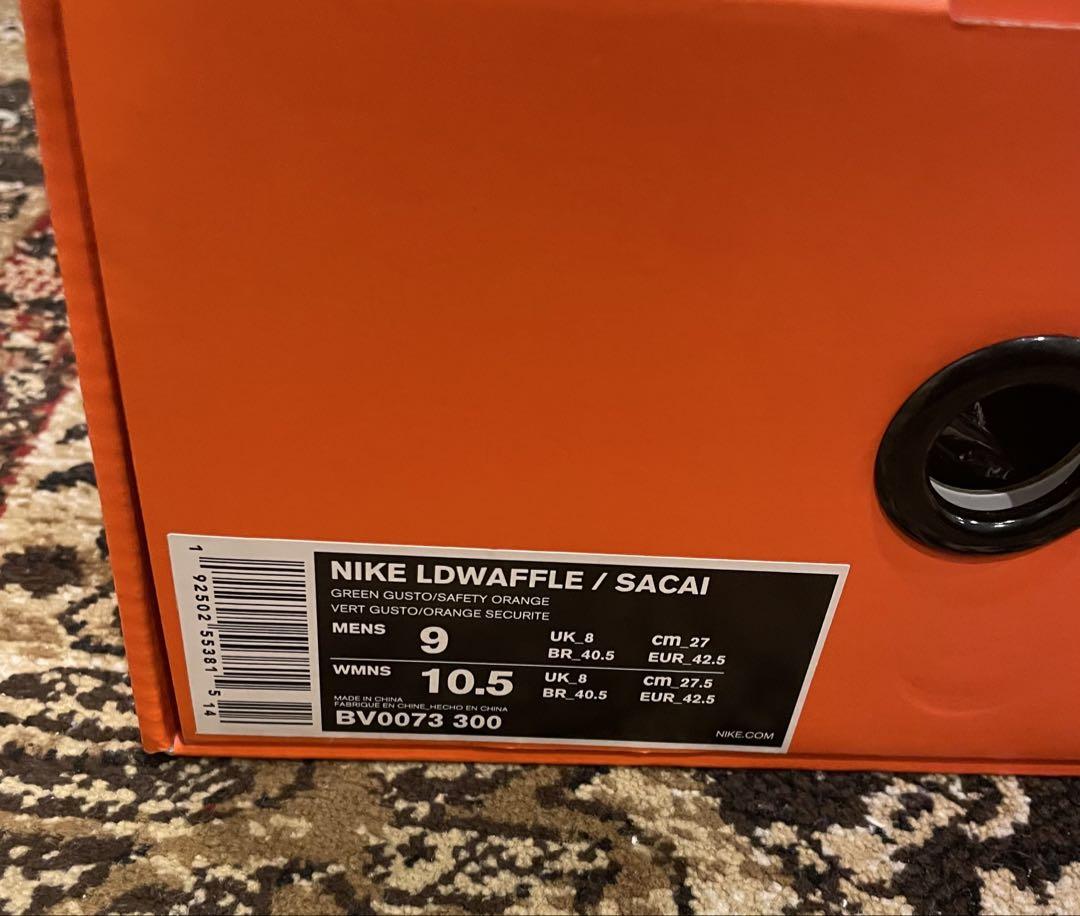 1 92502 55381 5 14
NIKE LDWAFFLE / SACAI
GREEN GUSTO/SAFETY ORANGE
VERT GUSTO/ORANGE SECURITE
MENS 9 UK_8 cm_27
BR_40.5 EUR_42.5
WMNS 10.5 UK_8 cm_27.5
BR_40.5 EUR_42.5
MADE IN CHINA
FABRIQUE EN CHINE_HECHO EN CHINA
BV0073 300
NIKE.COM